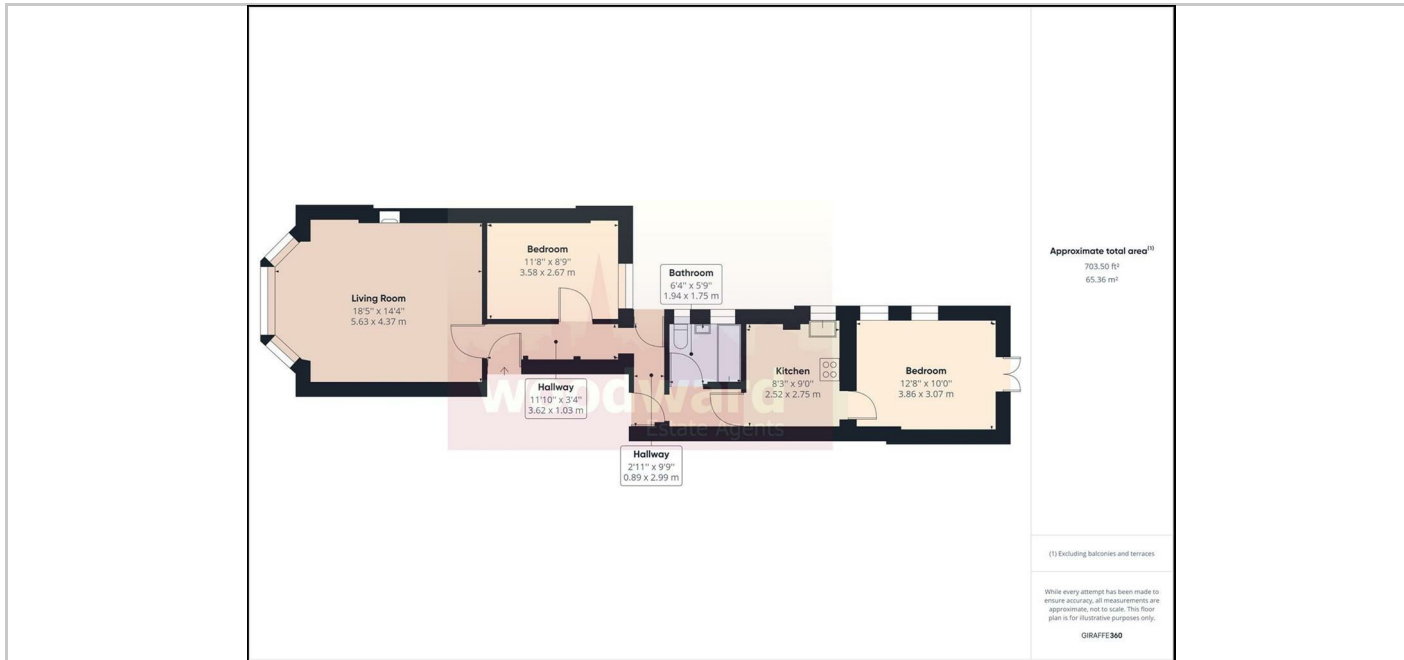 Living Room
18'5" x 14'4"
5.63 x 4.37 m
Bedroom
11'8" x 8'9"
3.58 x 2.67 m
Bathroom
6'4" x 5'9"
1.94 x 1.75 m
Hallway
11'10" x 3'4"
3.62 x 1.03 m
Hallway
2'11" x 9'9"
0.89 x 2.99 m
Kitchen
8'3" x 9'0"
2.52 x 2.75 m
Bedroom
12'8" x 10'0"
3.86 x 3.07 m
woodward
Estate Agents
Approximate total area(1)
703.50 ft²
65.36 m²
(1) Excluding balconies and terraces
While every attempt has been made to
ensure accuracy, all measurements are
approximate, not to scale. This floor
plan is for illustrative purposes only.
GIRAFFE360